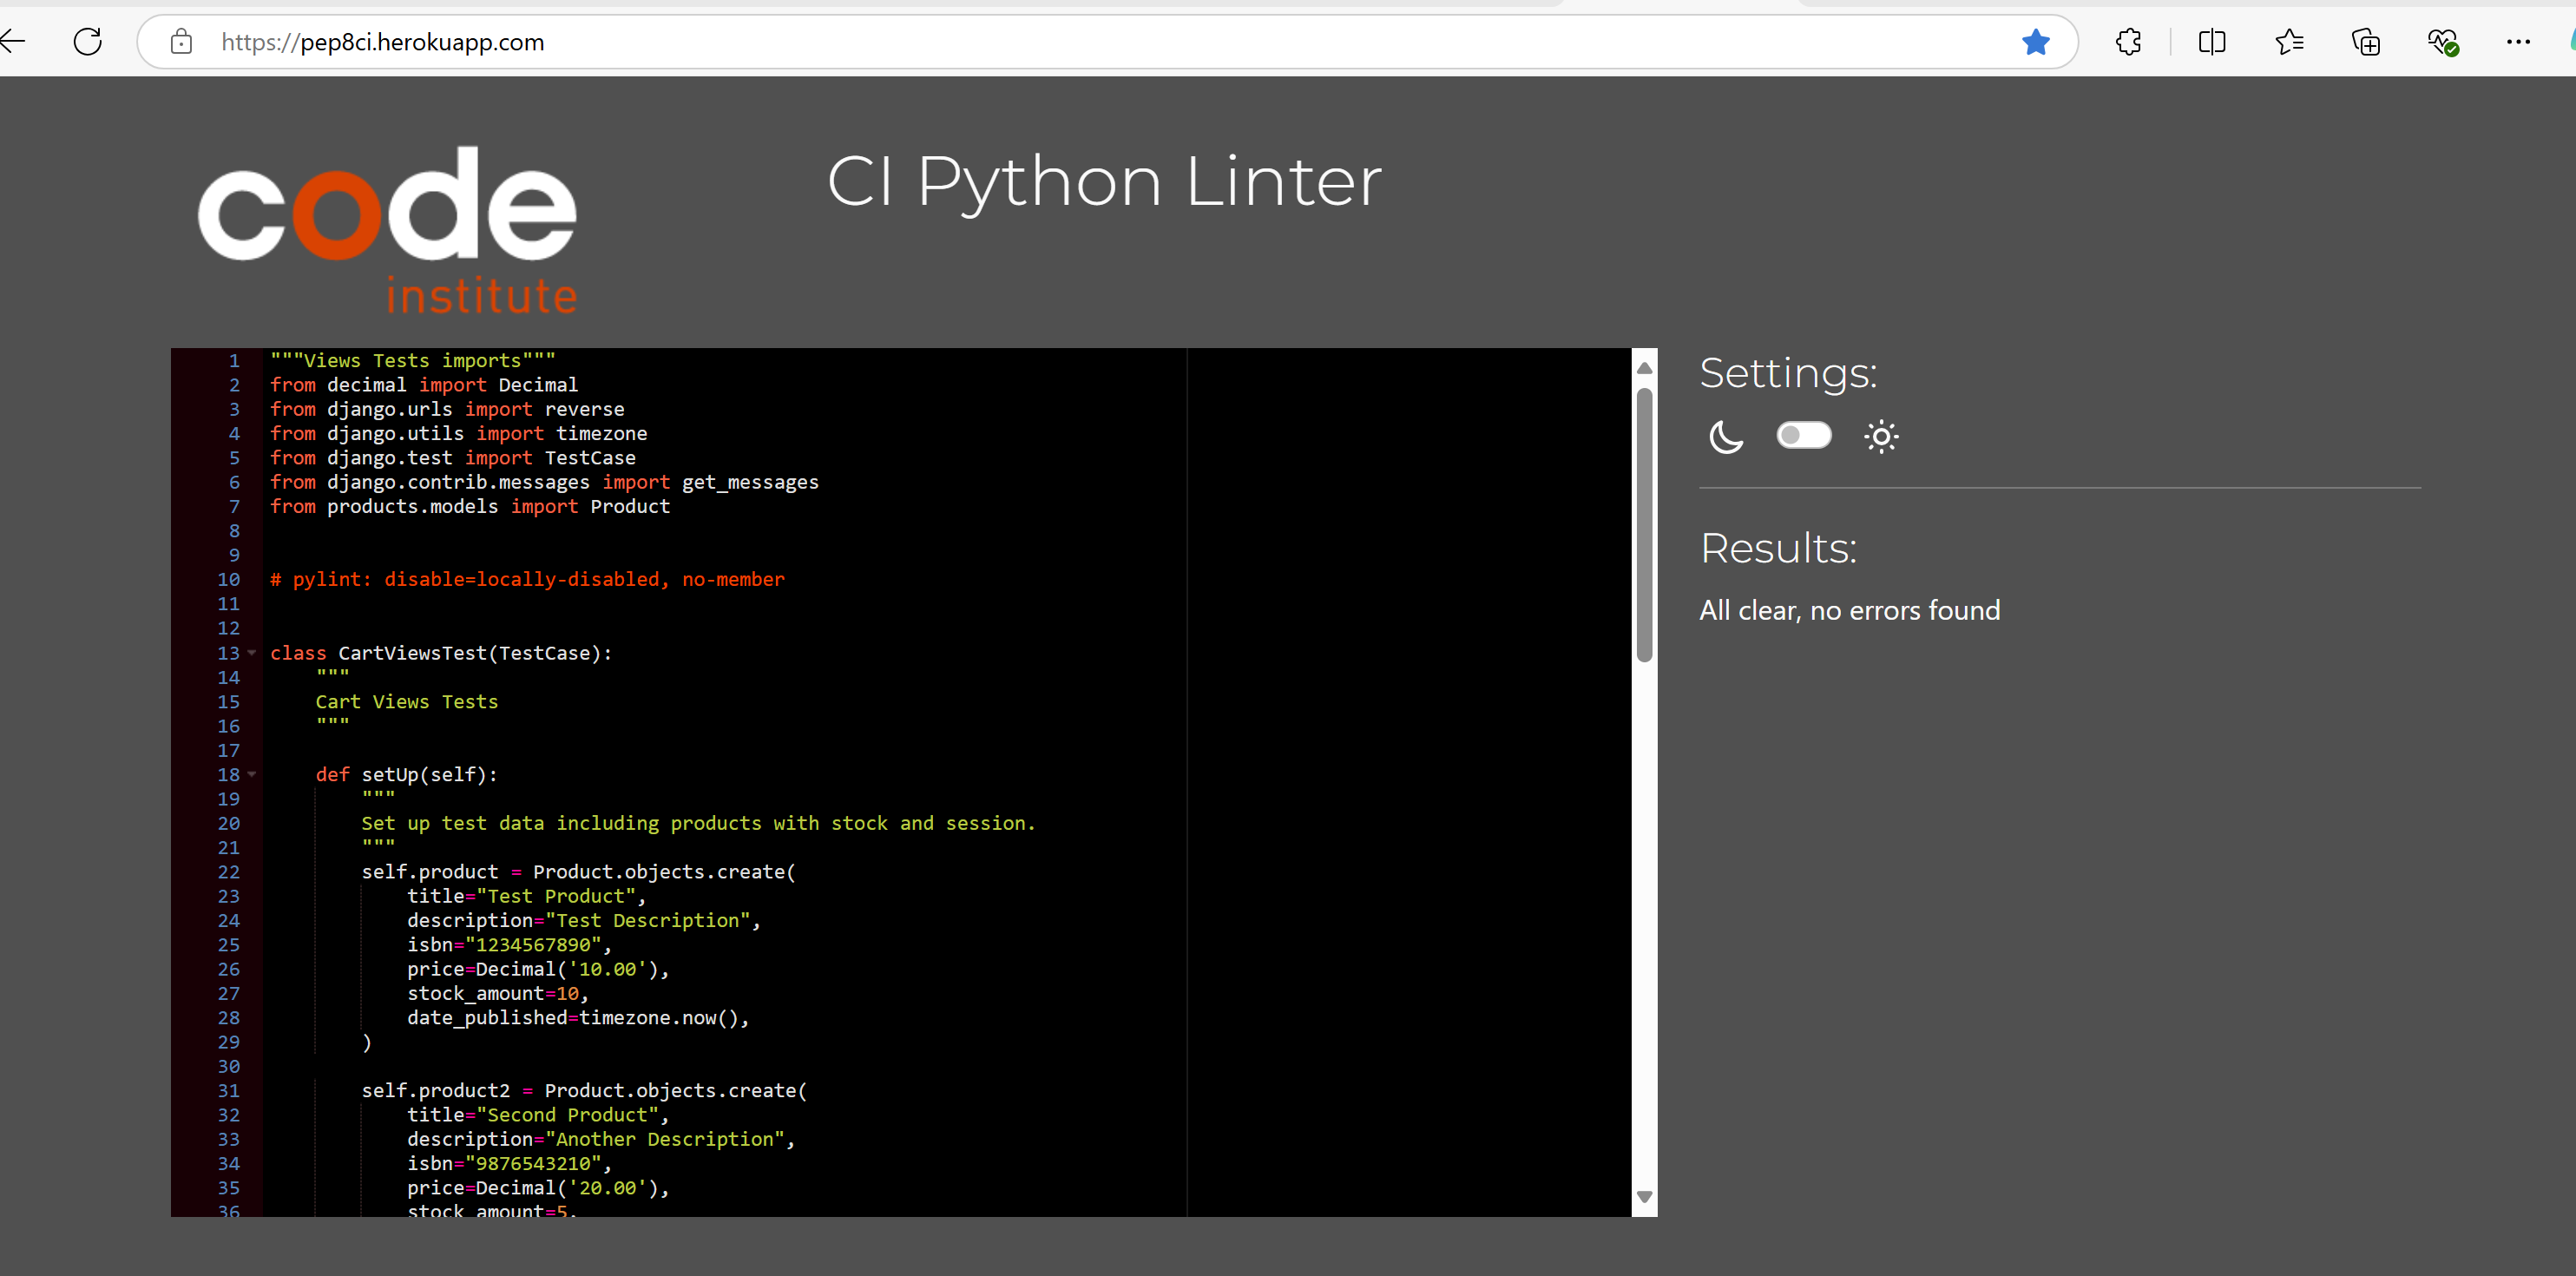 https://pep8ci.herokuapp.com
code
institute
CI Python Linter
1 """Views Tests imports"""
2 from decimal import Decimal
3 from django.urls import reverse
4 from django.utils import timezone
5 from django.test import TestCase
6 from django.contrib.messages import get_messages
7 from products.models import Product
8
9
10 # pylint: disable=locally-disabled, no-member
11
12
13 class CartViewsTest(TestCase):
14     """
15     Cart Views Tests
16     """
17
18     def setUp(self):
19         """
20         Set up test data including products with stock and session.
21         """
22         self.product = Product.objects.create(
23             title="Test Product",
24             description="Test Description",
25             isbn="1234567890",
26             price=Decimal('10.00'),
27             stock_amount=10,
28             date_published=timezone.now(),
29         )
30
31         self.product2 = Product.objects.create(
32             title="Second Product",
33             description="Another Description",
34             isbn="9876543210",
35             price=Decimal('20.00'),
36             stock_amount=5,
Settings:
Results:
All clear, no errors found